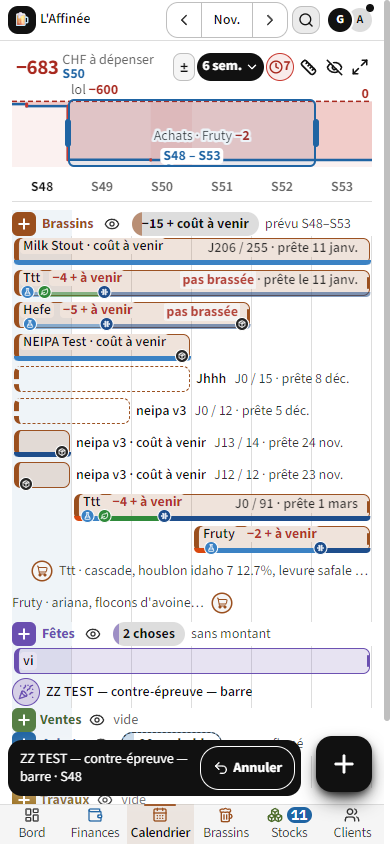 L'Affinée
Nov.
G A
−683 CHF à dépenser
S50
± 6 sem. 7
lol −600
0
Achats · Fruty −2
S48 – S53
S48 S49 S50 S51 S52 S53
Brassins −15 + coût à venir prévu S48–S53
Milk Stout · coût à venir J206 / 255 · prête 11 janv.
Ttt −4 + à venir pas brassée · prête le 11 janv.
Hefe −5 + à venir pas brassée
NEIPA Test · coût à venir
Jhhh J0 / 15 · prête 8 déc.
neipa v3 J0 / 12 · prête 5 déc.
neipa v3 · coût à venir J13 / 14 · prête 24 nov.
neipa v3 · coût à venir J12 / 12 · prête 23 nov.
Ttt −4 + à venir J0 / 91 · prête 1 mars
Fruty −2 + à venir
Ttt · cascade, houblon idaho 7 12.7%, levure safale ...
Fruty · ariana, flocons d'avoine...
Fêtes 2 choses sans montant
vi
ZZ TEST — contre-épreuve — barre
Ventes vide
ZZ TEST — contre-épreuve —
barre · S48
Annuler
Travaux vide
Bord Finances Calendrier Brassins Stocks 11 Clients